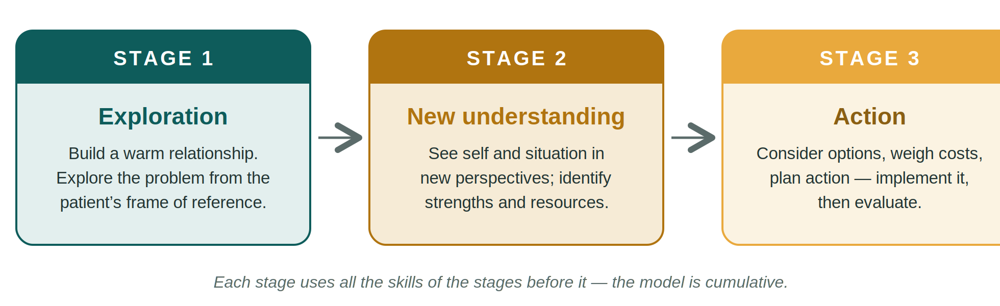 STAGE 1
Exploration
Build a warm relationship.
Explore the problem from the
patient’s frame of reference.
STAGE 2
New understanding
See self and situation in
new perspectives; identify
strengths and resources.
STAGE 3
Action
Consider options, weigh costs,
plan action — implement it,
then evaluate.
Each stage uses all the skills of the stages before it — the model is cumulative.